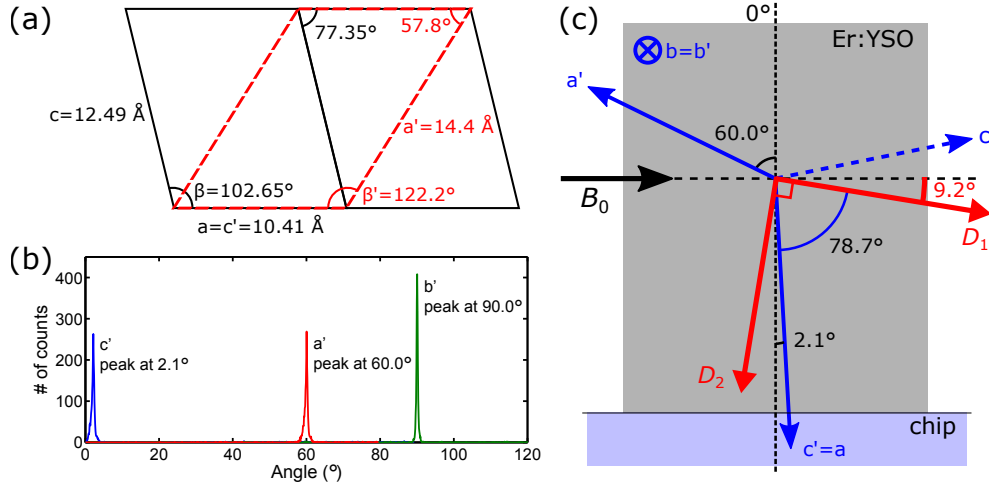 (a)
77.35°
57.8°
c=12.49 Å
a'=14.4 Å
β=102.65°
β'=122.2°
a=c'=10.41 Å
(b)
# of counts
400
300
200
100
0
c'
peak at 2.1°
a'
peak at 60.0°
b'
peak at 90.0°
0
20
40
60
80
100
120
Angle (°)
(c)
0°
Er:YSO
b=b'
a'
60.0°
c
B0
9.2°
D1
78.7°
2.1°
D2
chip
c'=a